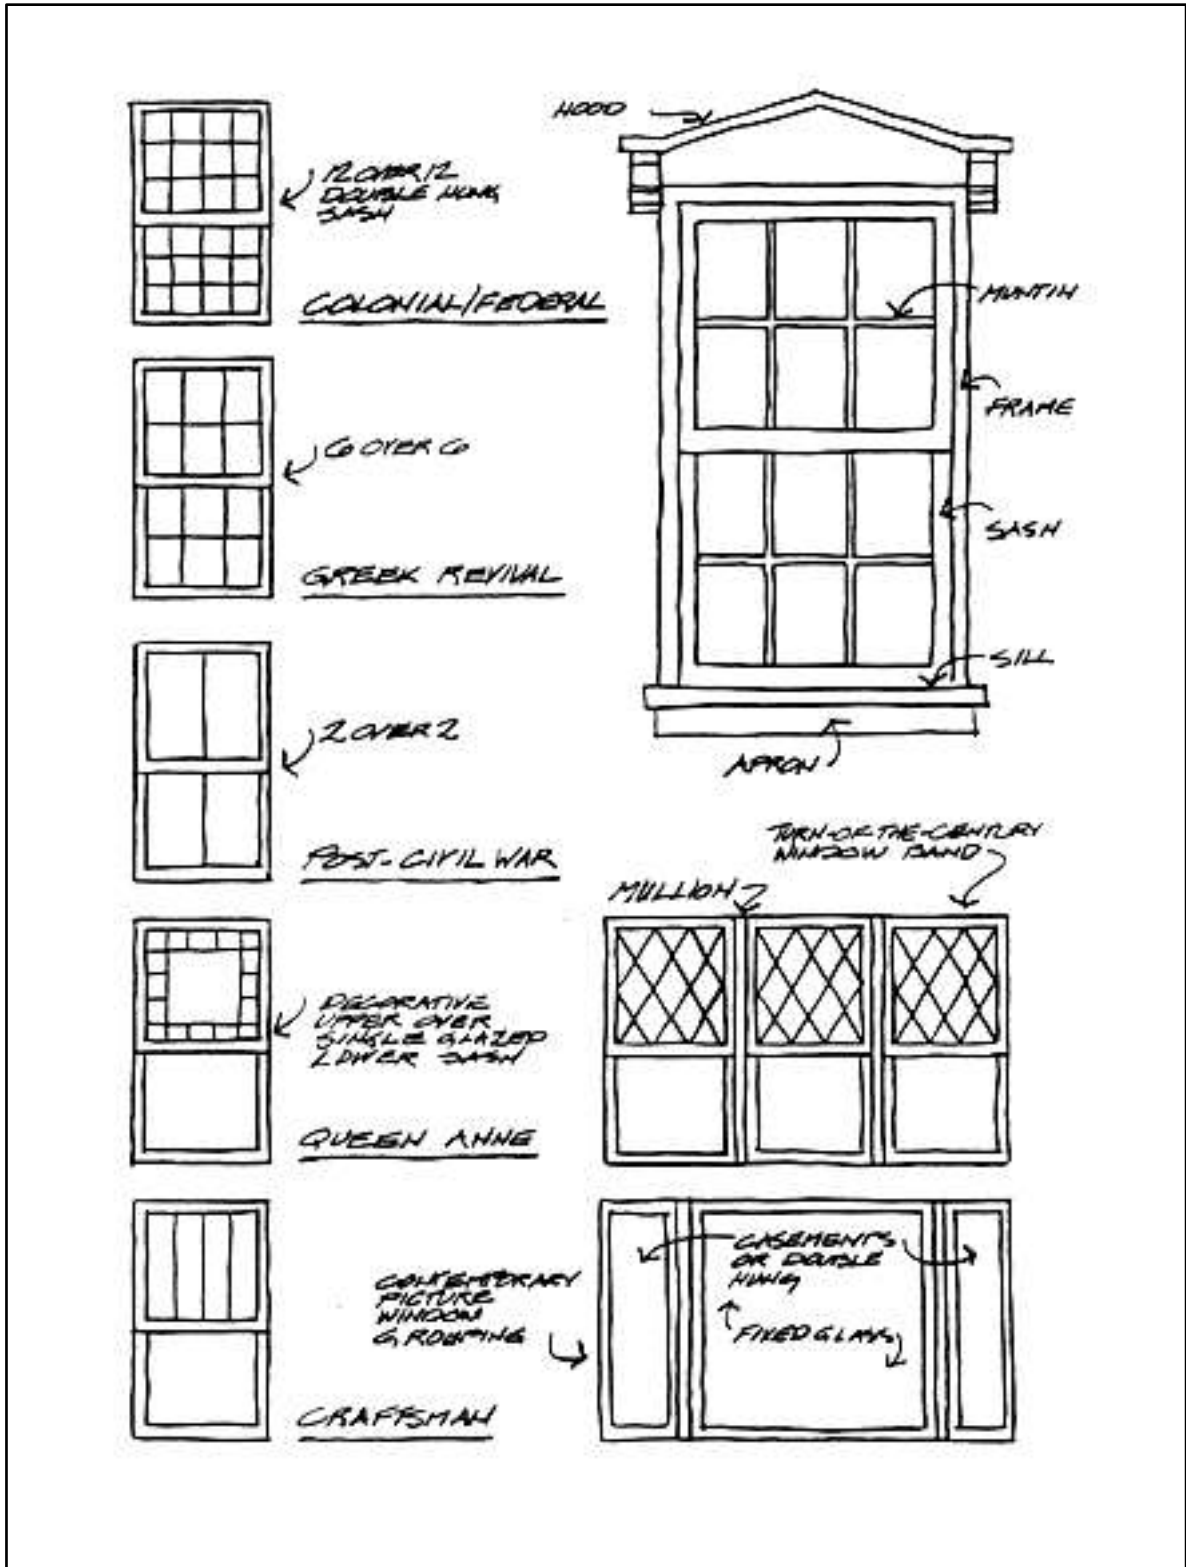 12 OVER 12
DOUBLE HUNG
SASH
COLONIAL/FEDERAL
6 OVER 6
GREEK REVIVAL
2 OVER 2
POST-CIVIL WAR
DECORATIVE
UPPER OVER
SINGLE GLAZED
LOWER SASH
QUEEN ANNE
CRAFTSMAN
HOOD
MUNTIN
FRAME
SASH
SILL
APRON
TURN-OF-THE-CENTURY
WINDOW BAND
MULLION
CASEMENTS
OR DOUBLE
HUNG
FIXED GLASS
CONTEMPORARY
PICTURE
WINDOW
GROUPING